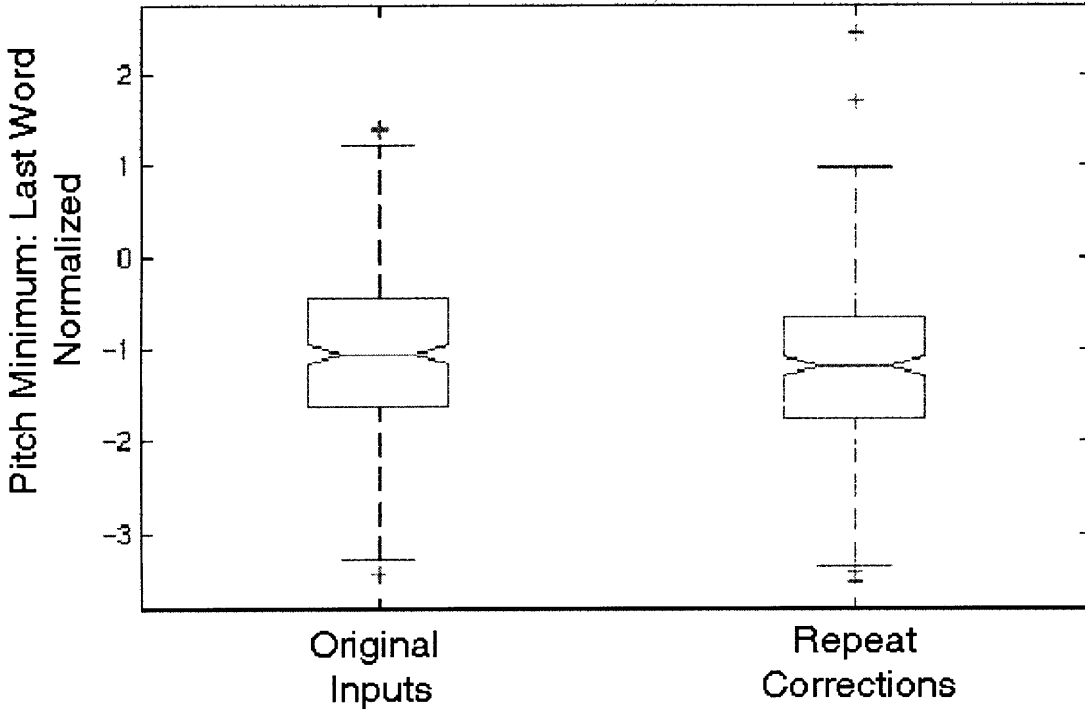 Pitch Minimum: Last Word
Normalized
2
1
0
-1
-2
-3
Original
Inputs
Repeat
Corrections